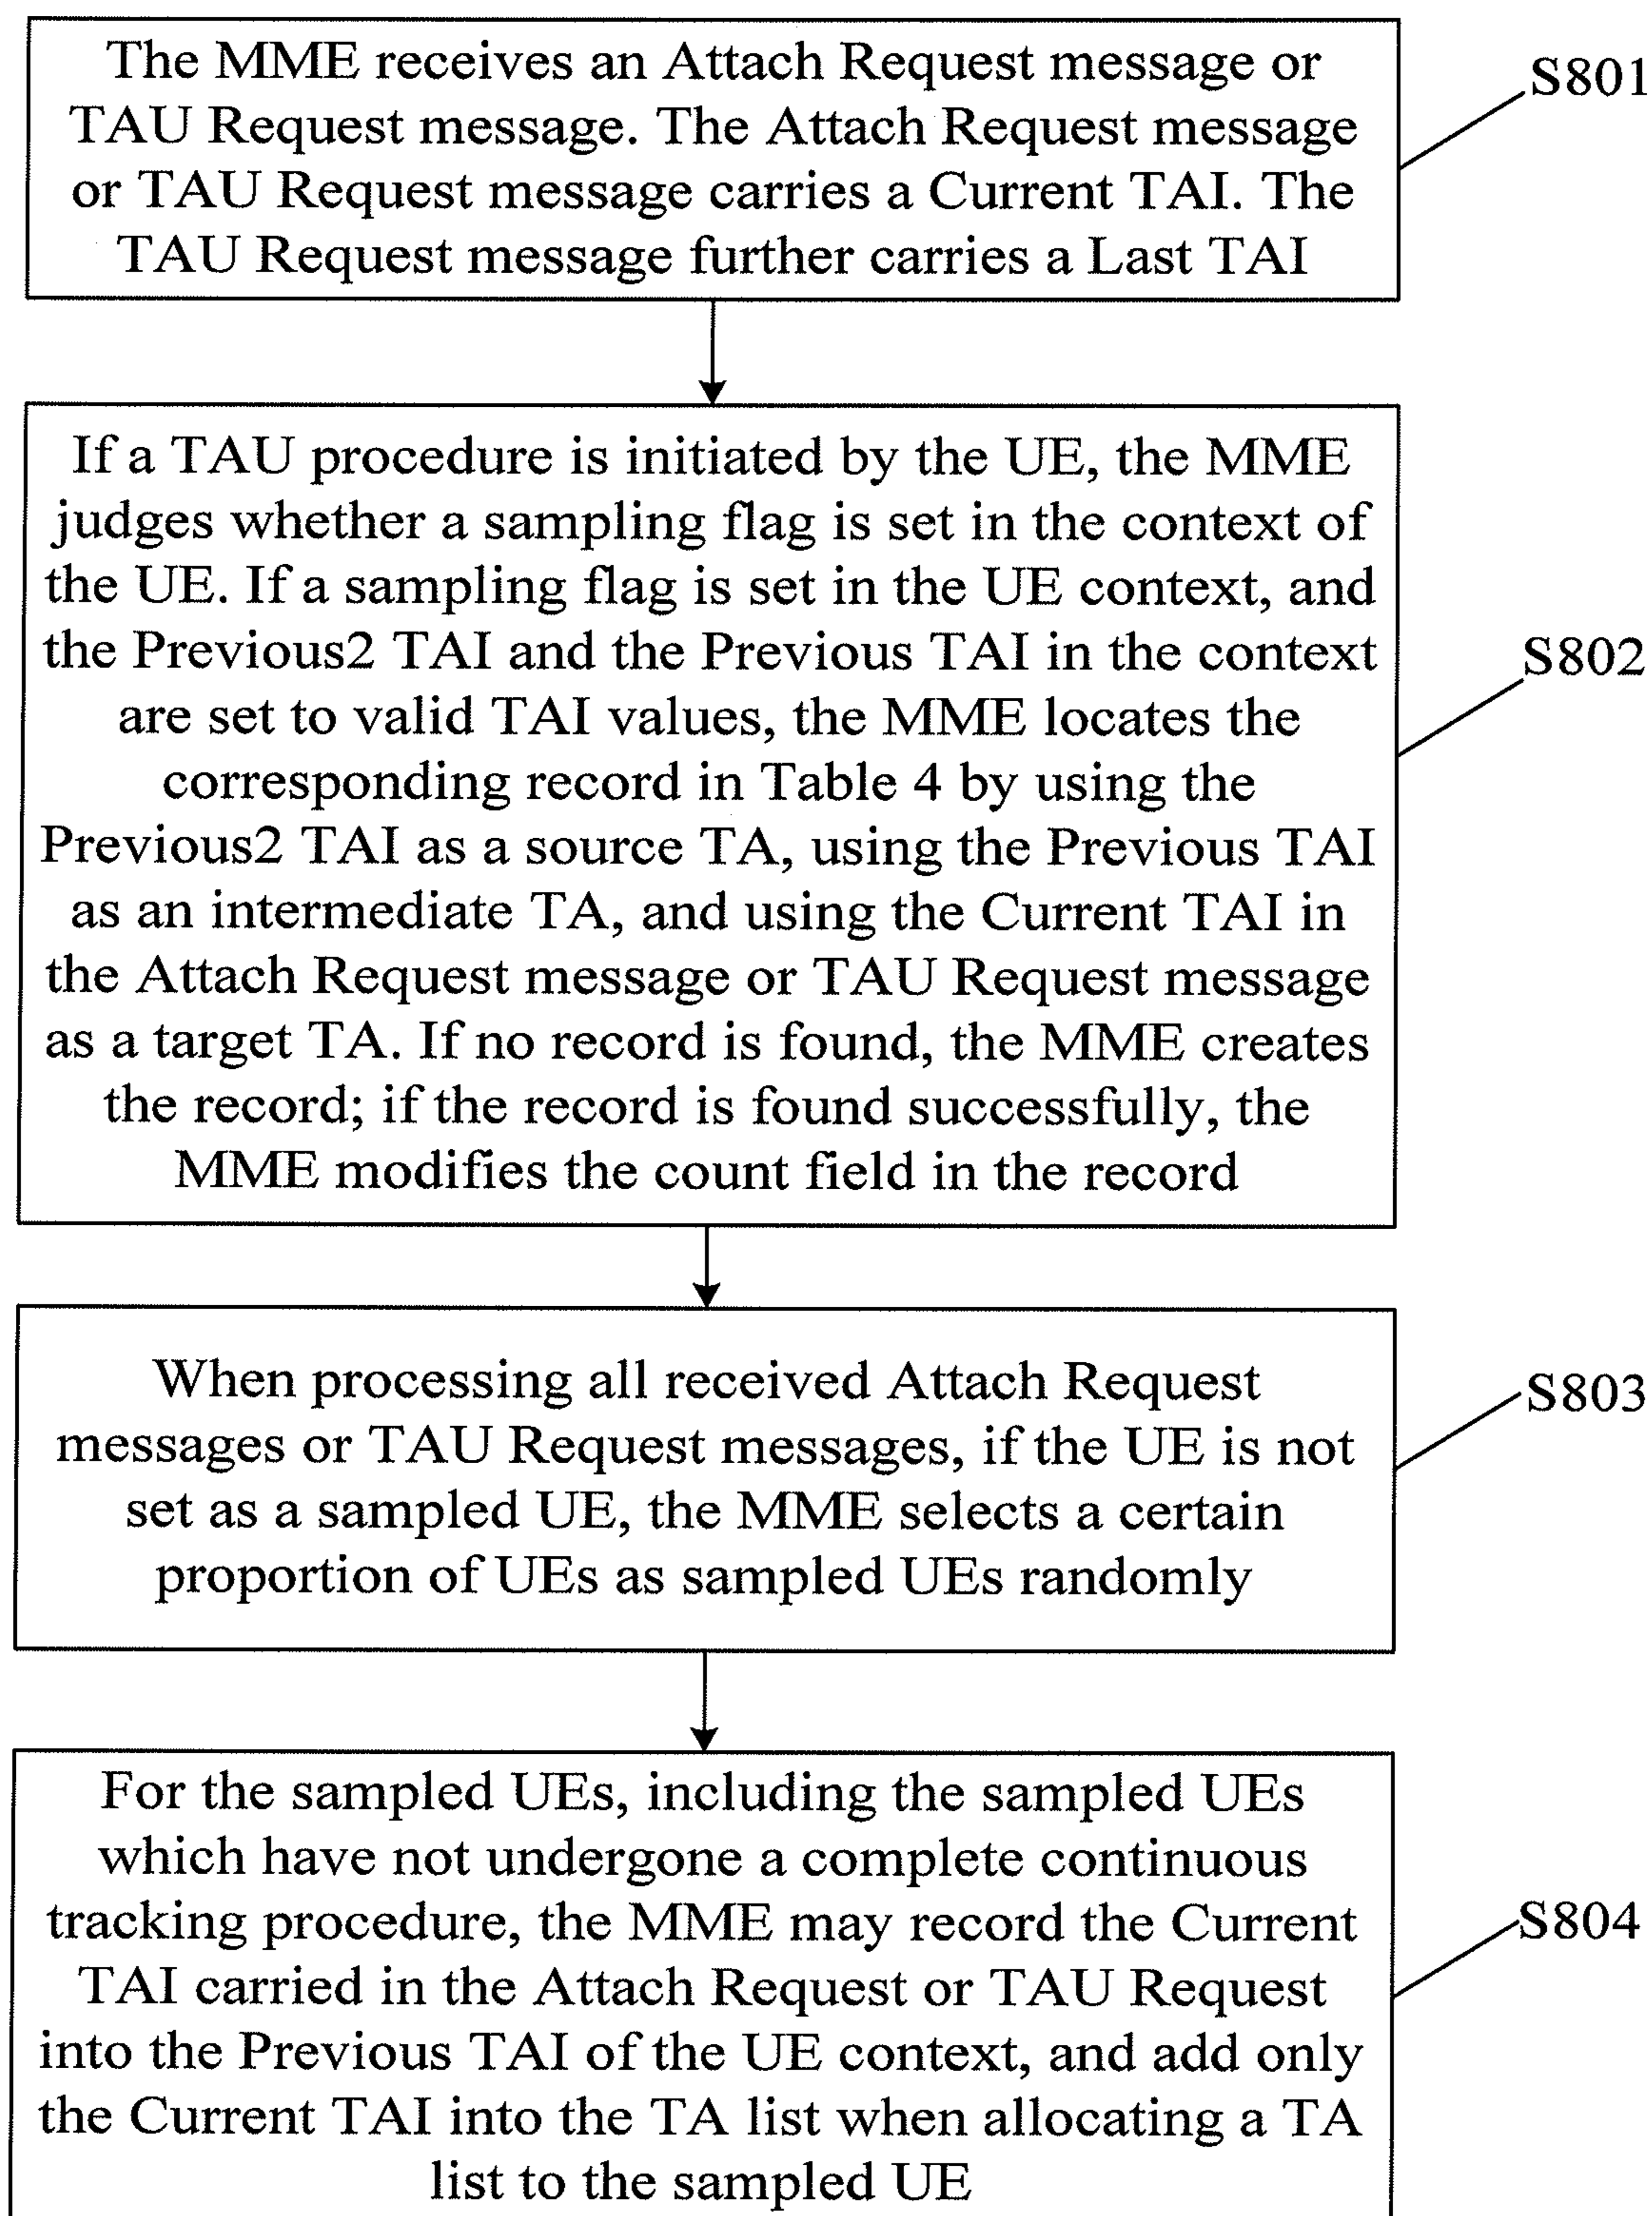 The MME receives an Attach Request message or
TAU Request message. The Attach Request message
or TAU Request message carries a Current TAI. The
TAU Request message further carries a Last TAI
S801
If a TAU procedure is initiated by the UE, the MME
judges whether a sampling flag is set in the context of
the UE. If a sampling flag is set in the UE context, and
the Previous2 TAI and the Previous TAI in the context
are set to valid TAI values, the MME locates the
corresponding record in Table 4 by using the
Previous2 TAI as a source TA, using the Previous TAI
as an intermediate TA, and using the Current TAI in
the Attach Request message or TAU Request message
as a target TA. If no record is found, the MME creates
the record; if the record is found successfully, the
MME modifies the count field in the record
S802
When processing all received Attach Request
messages or TAU Request messages, if the UE is not
set as a sampled UE, the MME selects a certain
proportion of UEs as sampled UEs randomly
S803
For the sampled UEs, including the sampled UEs
which have not undergone a complete continuous
tracking procedure, the MME may record the Current
TAI carried in the Attach Request or TAU Request
into the Previous TAI of the UE context, and add only
the Current TAI into the TA list when allocating a TA
list to the sampled UE
S804